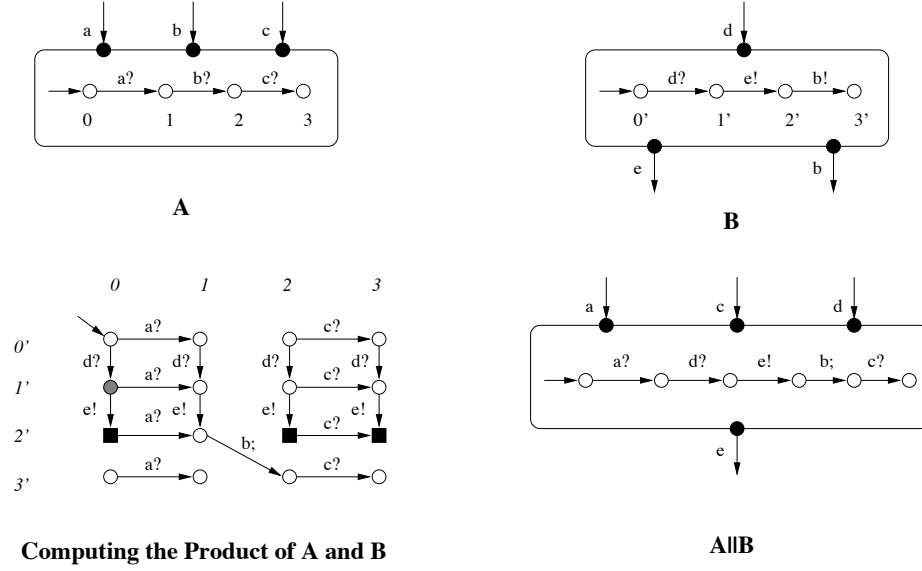 a b c
a? b? c?
0 1 2 3
A
d
d? e! b!
0' 1' 2' 3'
e b
B
0 1 2 3
0' a? c?
d? d? d? d?
1' a? c?
e! e! e! e!
2' a? c?
b;
3' a? c?
Computing the Product of A and B
a c d
a? d? e! b; c?
e
A||B